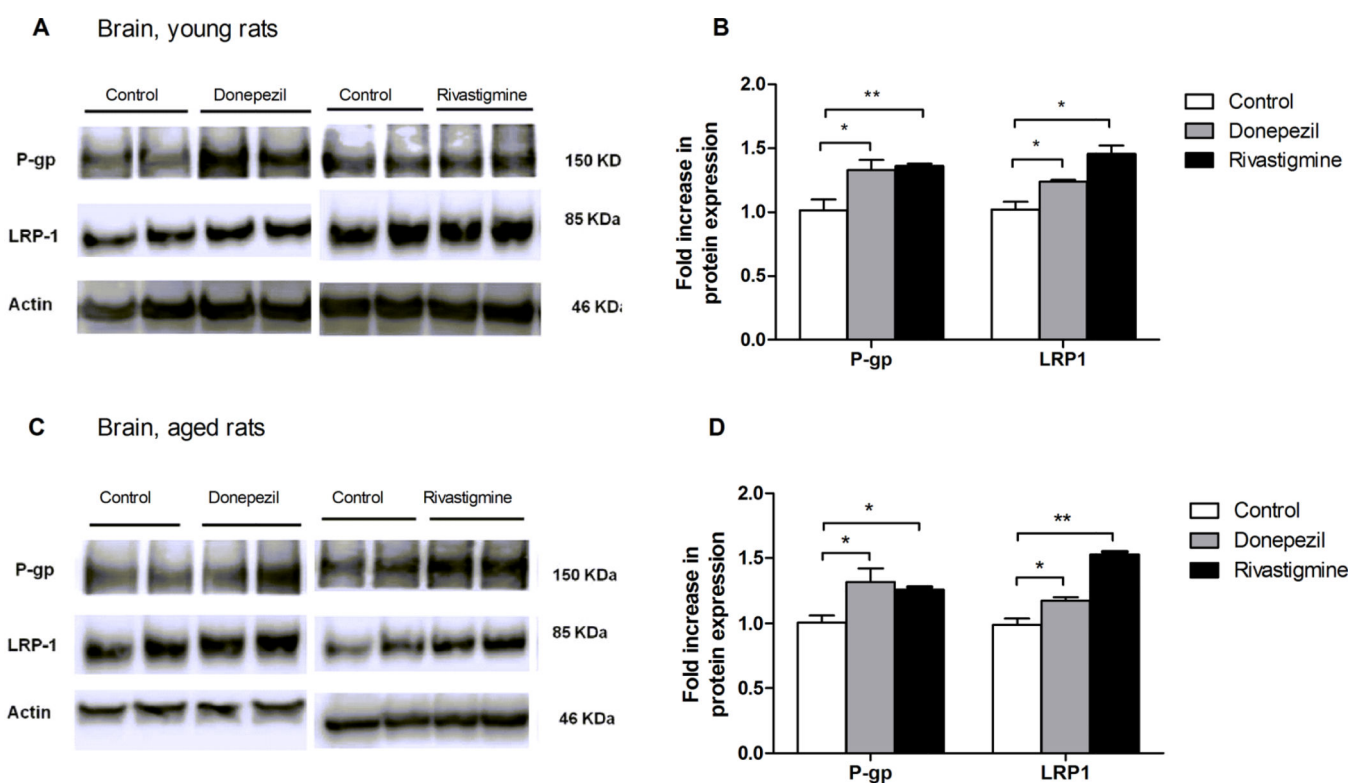 A Brain, young rats
Control Donepezil Control Rivastigmine
P-gp 150 KD
LRP-1 85 KDa
Actin 46 KDa
B
Fold increase in
protein expression
2.0
1.5
1.0
0.5
0.0
** * * *
P-gp LRP1
Control
Donepezil
Rivastigmine
C Brain, aged rats
Control Donepezil Control Rivastigmine
P-gp 150 KDa
LRP-1 85 KDa
Actin 46 KDa
D
Fold increase in
protein expression
2.0
1.5
1.0
0.5
0.0
* * ** *
P-gp LRP1
Control
Donepezil
Rivastigmine